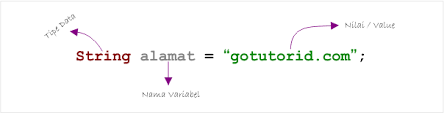 Tipe Data
Nilai / Value
String alamat = “gotutorid.com”;
Nama Variabel